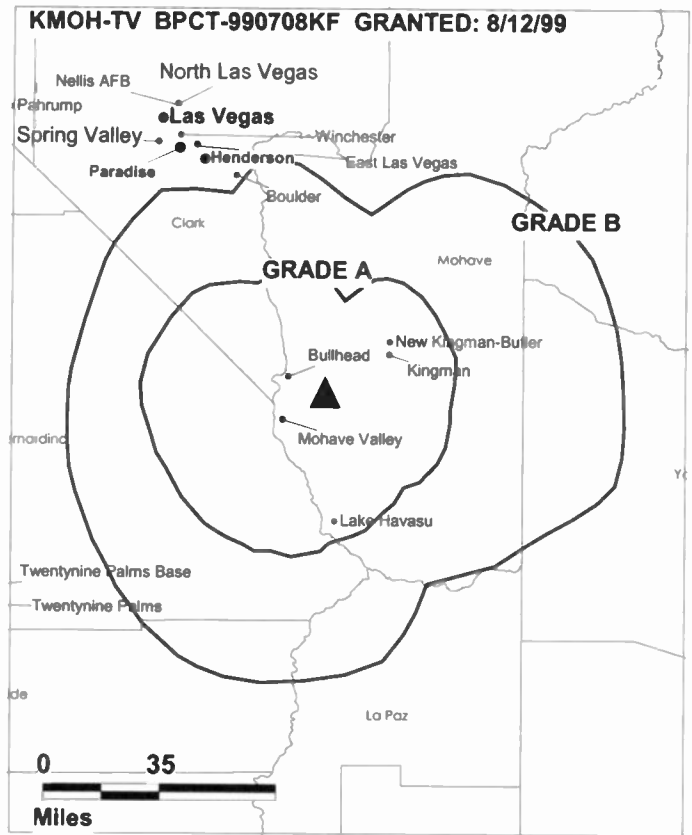 KMOH-TV BPCT-990708KF GRANTED: 8/12/99
North Las Vegas
Nellis AFB
Pahrump
Las Vegas
Spring Valley
Winchester
Paradise
Henderson
East Las Vegas
Boulder
Clark
GRADE B
Mohave
GRADE A
New Kingman-Butler
Bullhead
Kingman
Mohave Valley
rnardino
Lake Havasu
Twentynine Palms Base
Twentynine Palms
ide
La Paz
0 35
Miles